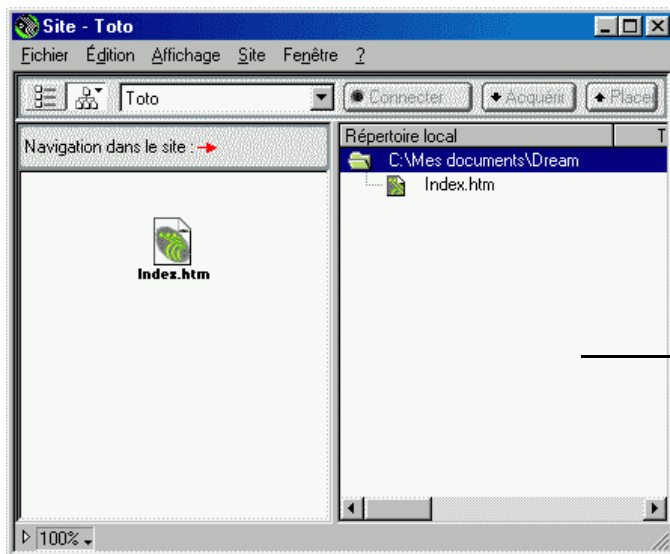 Site - Toto
Fichier Édition Affichage Site Fenêtre ?
Toto Connecter Acquérir Placer
Navigation dans le site :
Répertoire local T
C:\Mes documents\Dream
Index.htm
Index.htm
100%